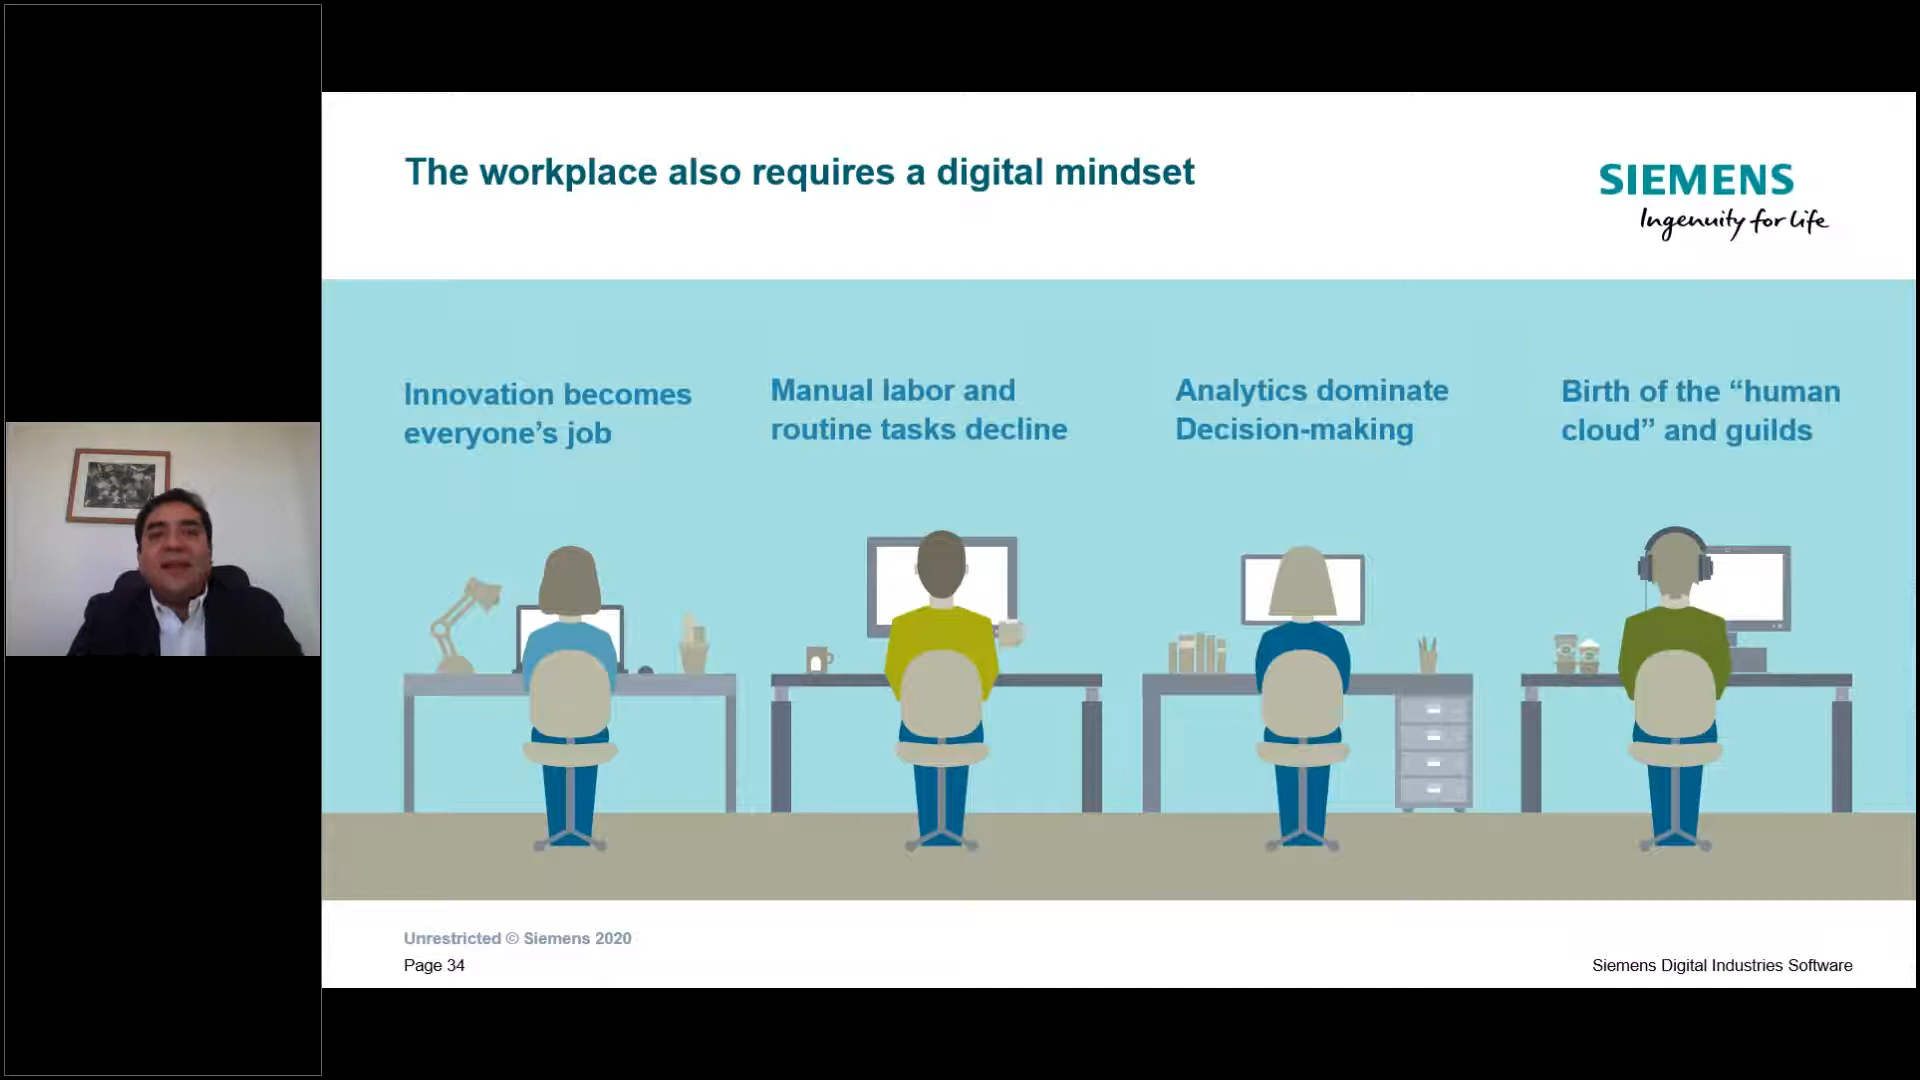 The workplace also requires a digital mindset
SIEMENS
Ingenuity for life
Innovation becomes
everyone’s job
Manual labor and
routine tasks decline
Analytics dominate
Decision-making
Birth of the “human
cloud” and guilds
Unrestricted © Siemens 2020
Page 34
Siemens Digital Industries Software